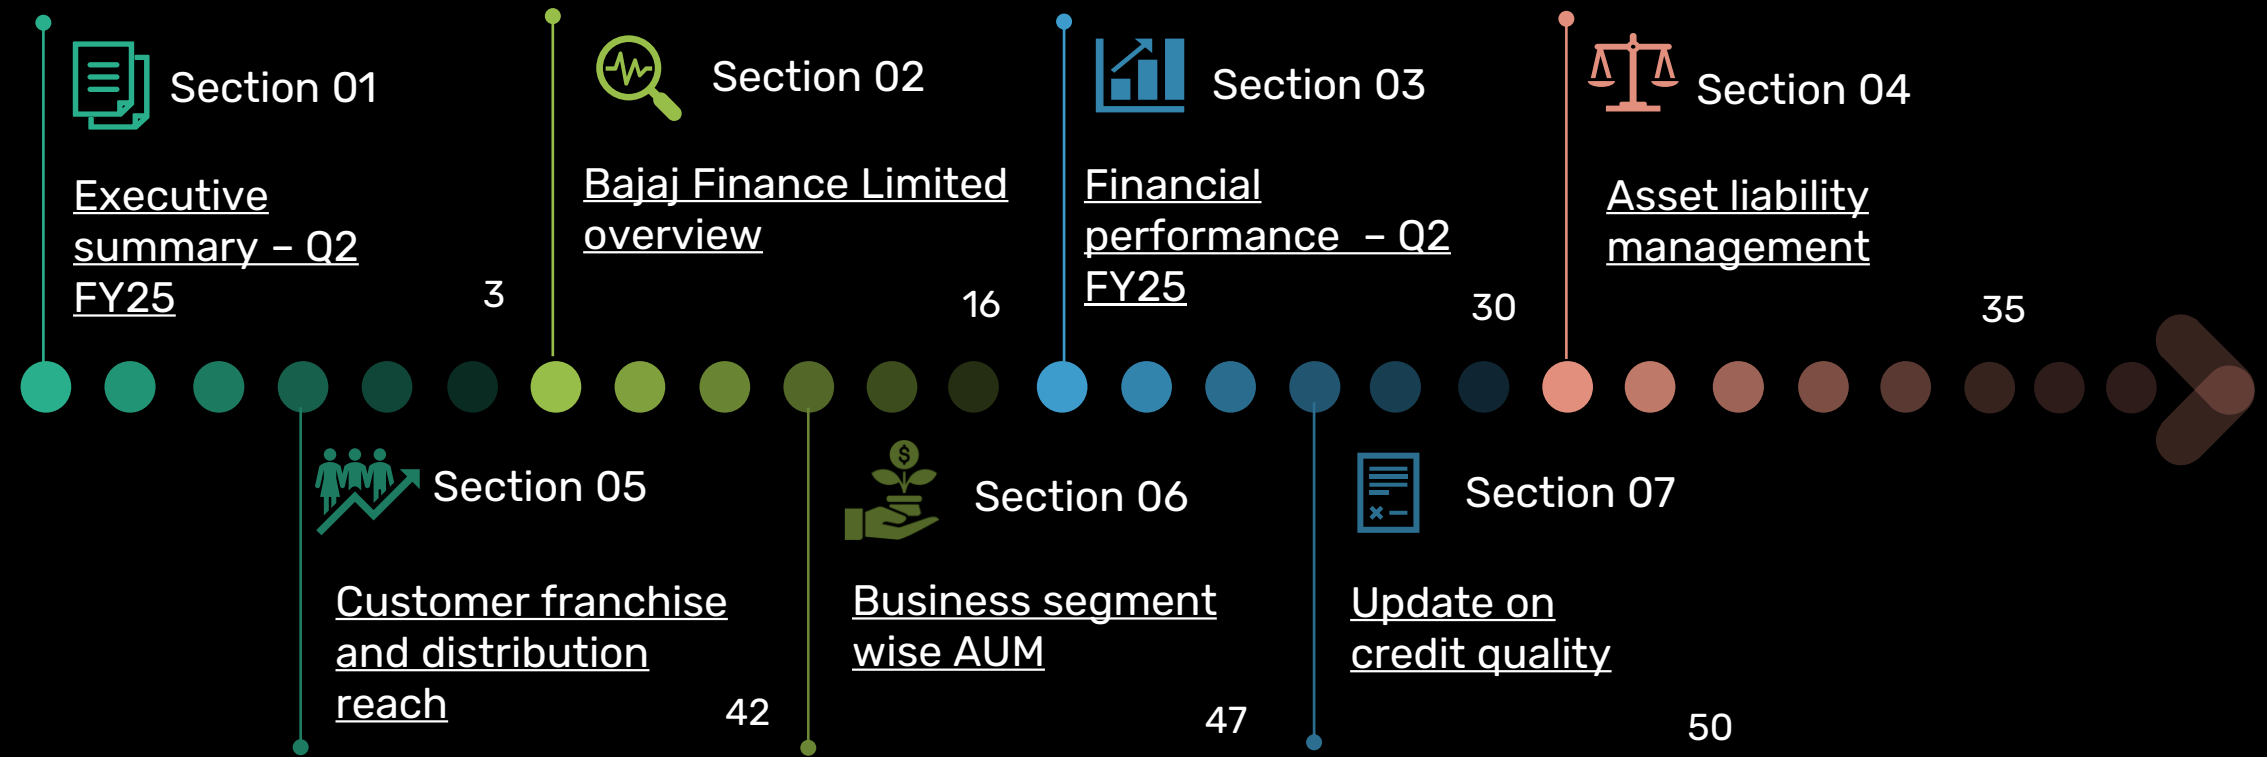 Section 01
Executive
summary – Q2
FY25
3
Section 02
Bajaj Finance Limited
overview
16
Section 03
Financial
performance – Q2
FY25
30
Section 04
Asset liability
management
35
Section 05
Customer franchise
and distribution
reach
42
Section 06
Business segment
wise AUM
47
Section 07
Update on
credit quality
50